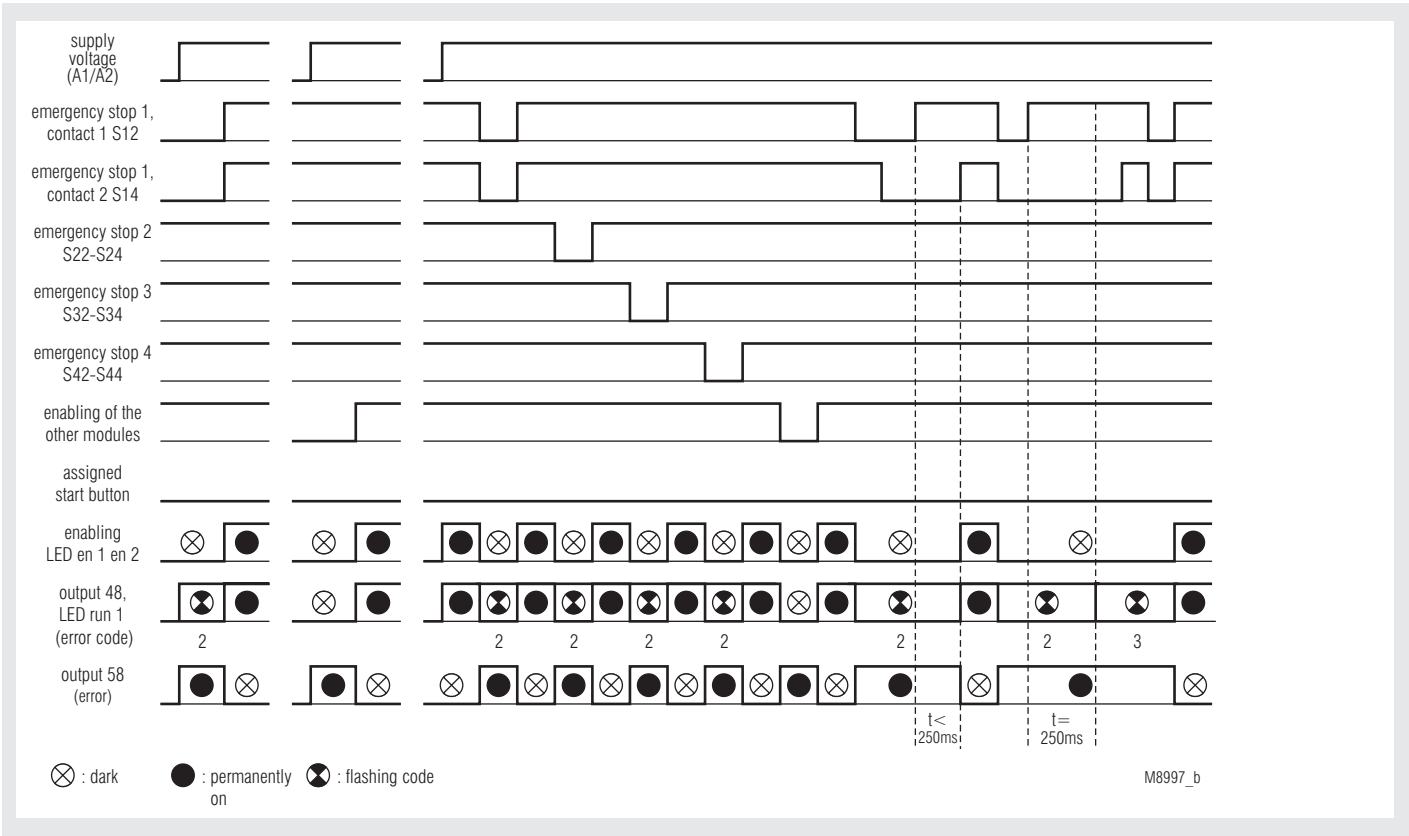 supply
voltage
(A1/A2)
emergency stop 1,
contact 1 S12
emergency stop 1,
contact 2 S14
emergency stop 2
S22-S24
emergency stop 3
S32-S34
emergency stop 4
S42-S44
enabling of the
other modules
assigned
start button
enabling
LED en 1 en 2
output 48,
LED run 1
(error code)
2 2 2 2 2 2 2 3
output 58
(error)
t<
250ms
t=
250ms
: dark
: permanently
on
: flashing code
M8997_b